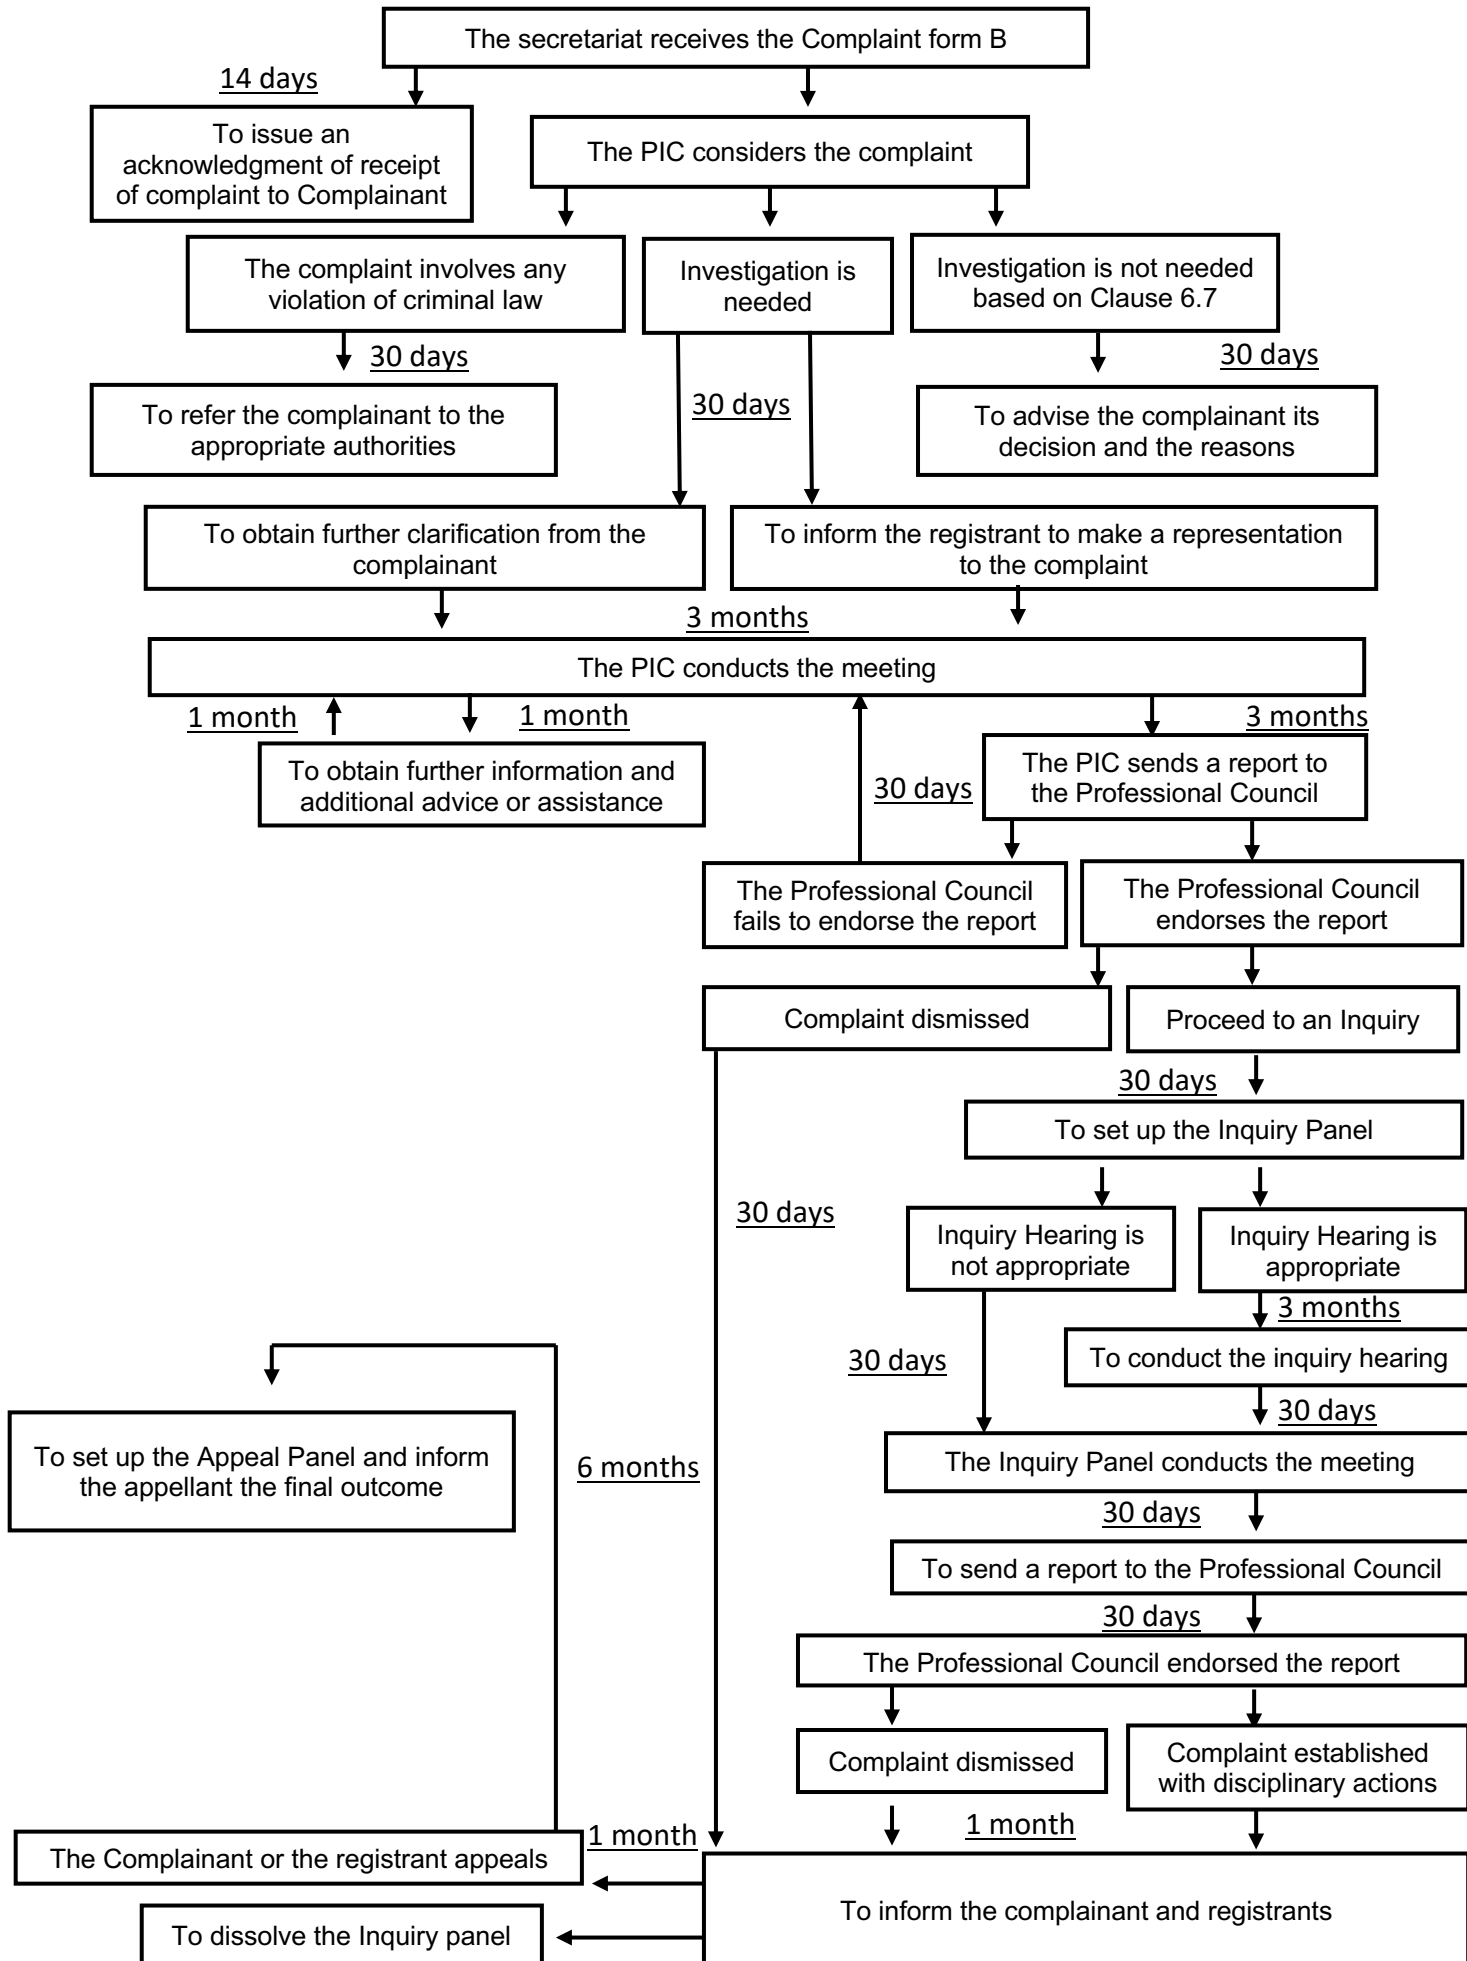 The secretariat receives the Complaint form B
14 days
To issue an
acknowledgment of receipt
of complaint to Complainant
The PIC considers the complaint
The complaint involves any
violation of criminal law
Investigation is
needed
Investigation is not needed
based on Clause 6.7
30 days
30 days
To refer the complainant to the
appropriate authorities
30 days
To advise the complainant its
decision and the reasons
To obtain further clarification from the
complainant
To inform the registrant to make a representation
to the complaint
3 months
The PIC conducts the meeting
1 month
1 month
3 months
To obtain further information and
additional advice or assistance
30 days
The PIC sends a report to
the Professional Council
The Professional Council
fails to endorse the report
The Professional Council
endorses the report
Complaint dismissed
Proceed to an Inquiry
30 days
To set up the Inquiry Panel
30 days
Inquiry Hearing is
not appropriate
Inquiry Hearing is
appropriate
3 months
30 days
To conduct the inquiry hearing
30 days
To set up the Appeal Panel and inform
the appellant the final outcome
6 months
The Inquiry Panel conducts the meeting
30 days
To send a report to the Professional Council
30 days
The Professional Council endorsed the report
Complaint dismissed
Complaint established
with disciplinary actions
1 month
1 month
The Complainant or the registrant appeals
To inform the complainant and registrants
To dissolve the Inquiry panel